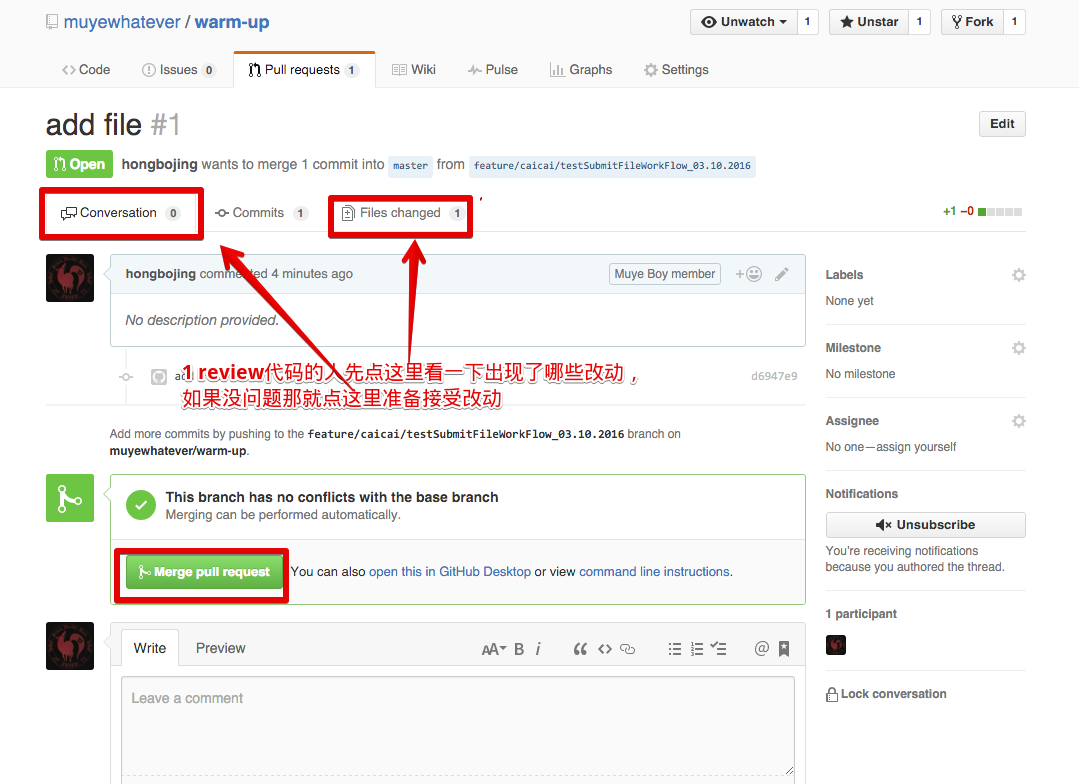 muyewhatever / warm-up
Unwatch 1
Unstar 1
Fork 1
Code
Issues 0
Pull requests 1
Wiki
Pulse
Graphs
Settings
add file #1
Edit
Open hongbojing wants to merge 1 commit into master from feature/caicai/testSubmitFileWorkFlow_03.10.2016
Conversation 0
Commits 1
Files changed 1
+1 −0
hongbojing commented 4 minutes ago
Muye Boy member
No description provided.
1 review代码的人先点这里看一下出现了哪些改动，
如果没问题那就点这里准备接受改动
d6947e9
Add more commits by pushing to the feature/caicai/testSubmitFileWorkFlow_03.10.2016 branch on
muyewhatever/warm-up.
This branch has no conflicts with the base branch
Merging can be performed automatically.
Merge pull request
You can also open this in GitHub Desktop or view command line instructions.
Write
Preview
AA B i
@
Leave a comment
Labels
None yet
Milestone
No milestone
Assignee
No one—assign yourself
Notifications
Unsubscribe
You're receiving notifications
because you authored the thread.
1 participant
Lock conversation